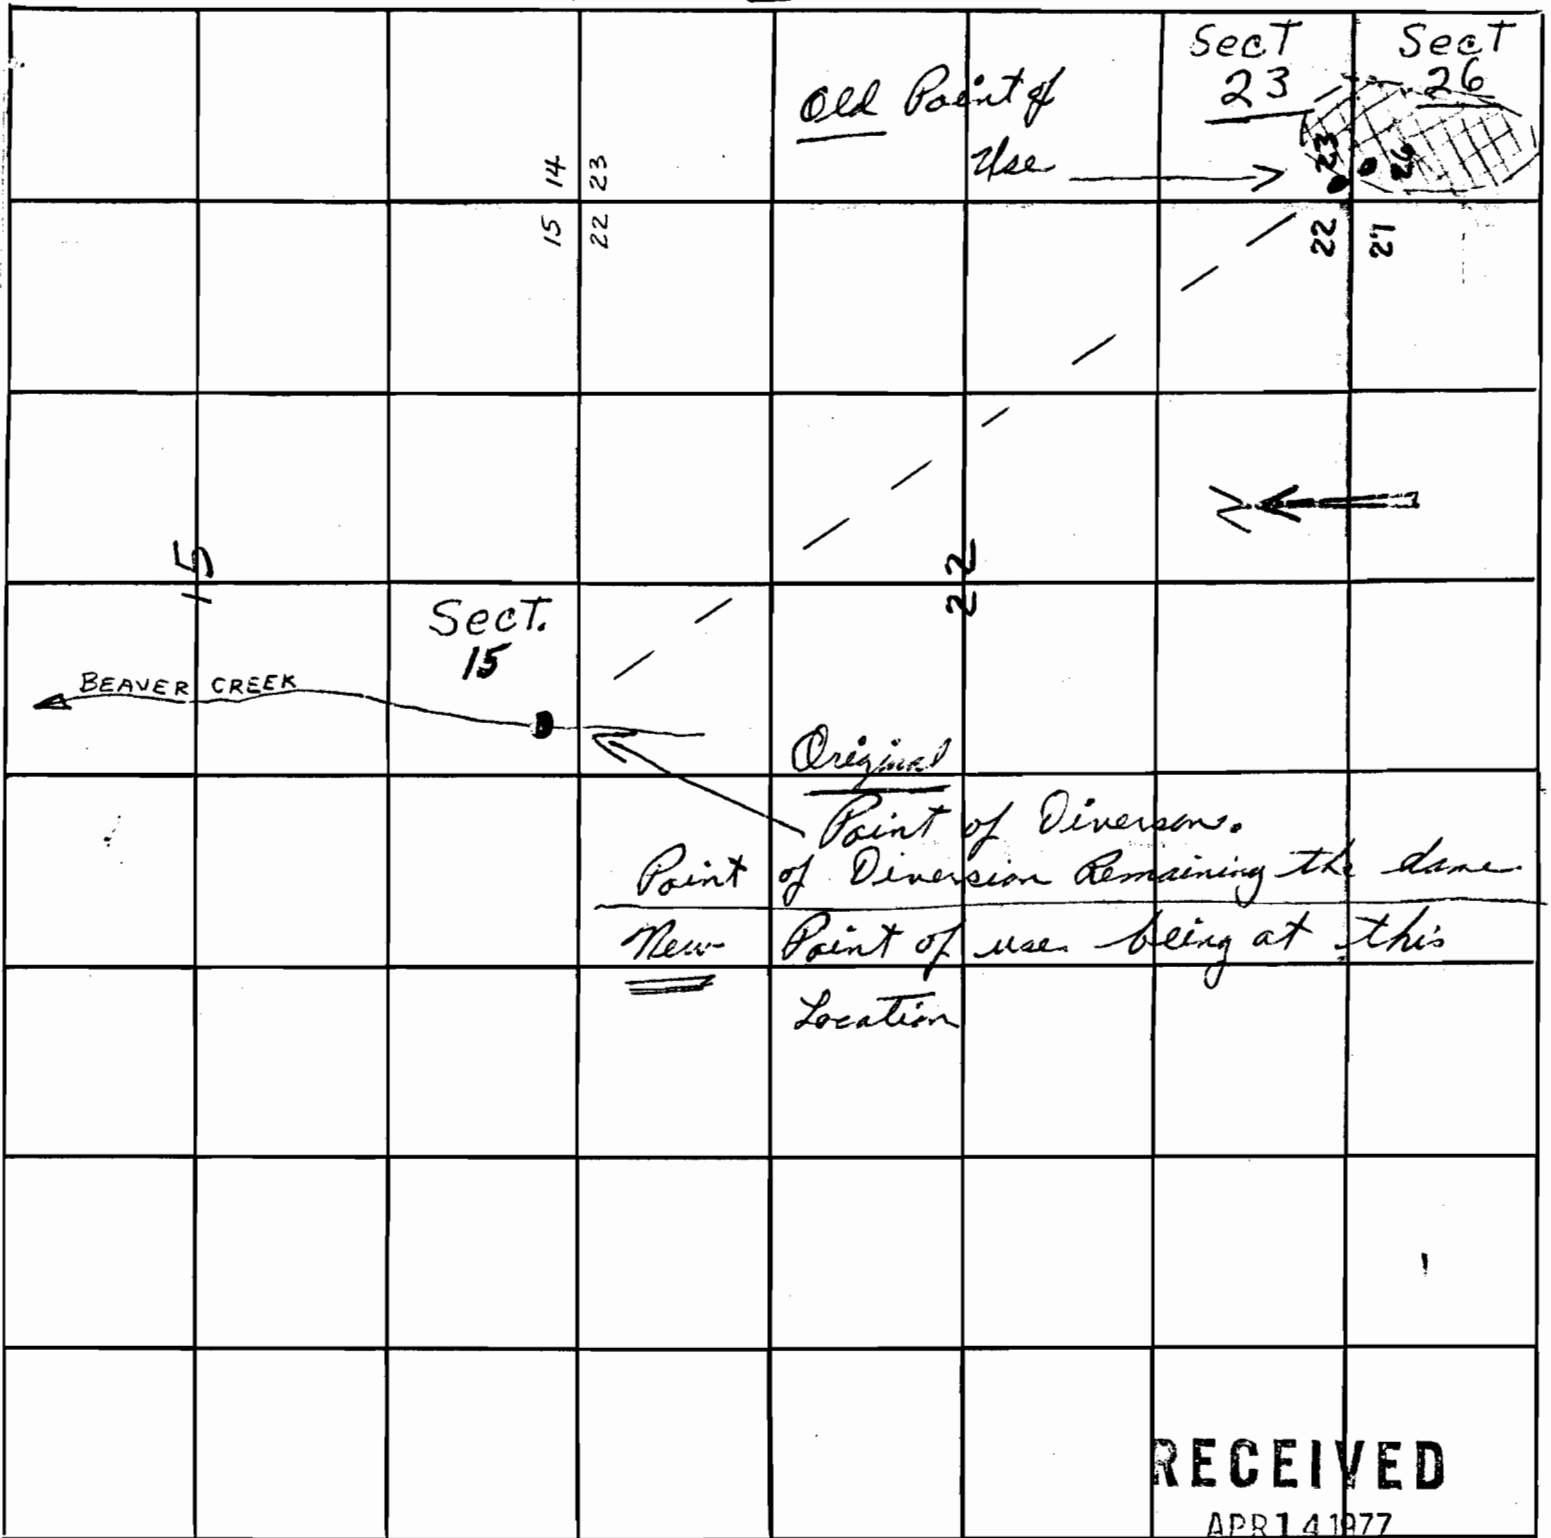 Sect
23
Sect
26
Old Point of
Use
23
26
14
23
15
22
22
27
N
15
22
Sect.
15
BEAVER CREEK
Original
Point of Diverson.
Point of Diversion Remaining the same
New Point of use being at this
Location
RECEIVED
APR 14 1977